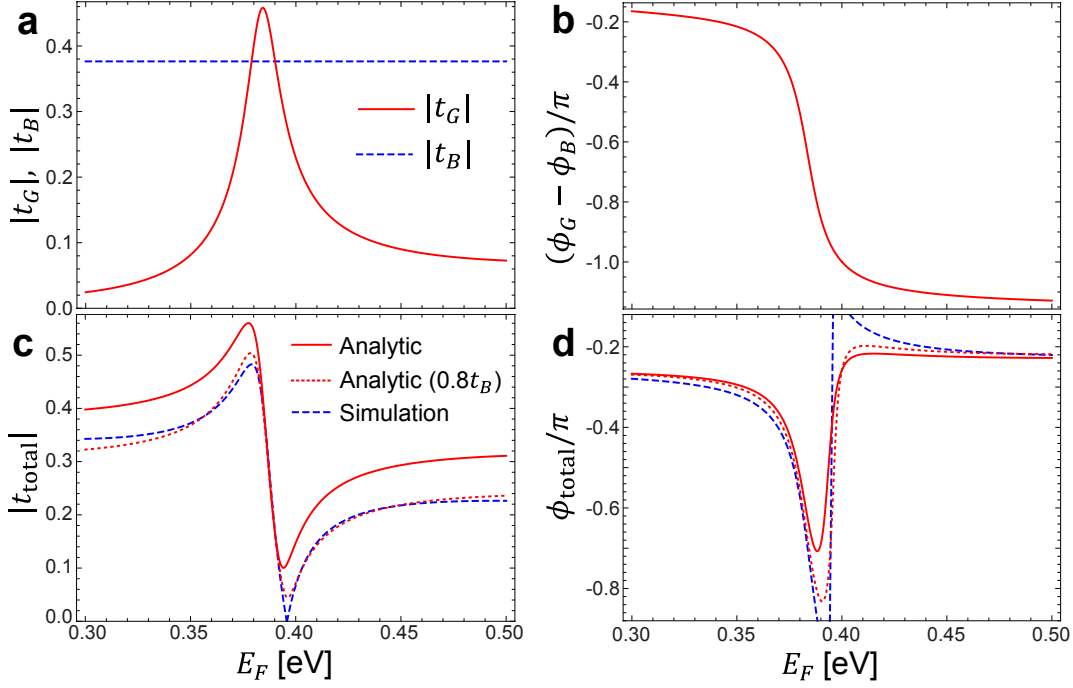 a
|t_G|, |t_B|
0.4
0.3
0.2
0.1
0.0
|t_G|
|t_B|
b
(ϕ_G − ϕ_B)/π
-0.2
-0.4
-0.6
-0.8
-1.0
c
|t_total|
0.5
0.4
0.3
0.2
0.1
0.0
Analytic
Analytic (0.8t_B)
Simulation
0.30 0.35 0.40 0.45 0.50
E_F [eV]
d
ϕ_total/π
-0.2
-0.4
-0.6
-0.8
0.30 0.35 0.40 0.45 0.50
E_F [eV]